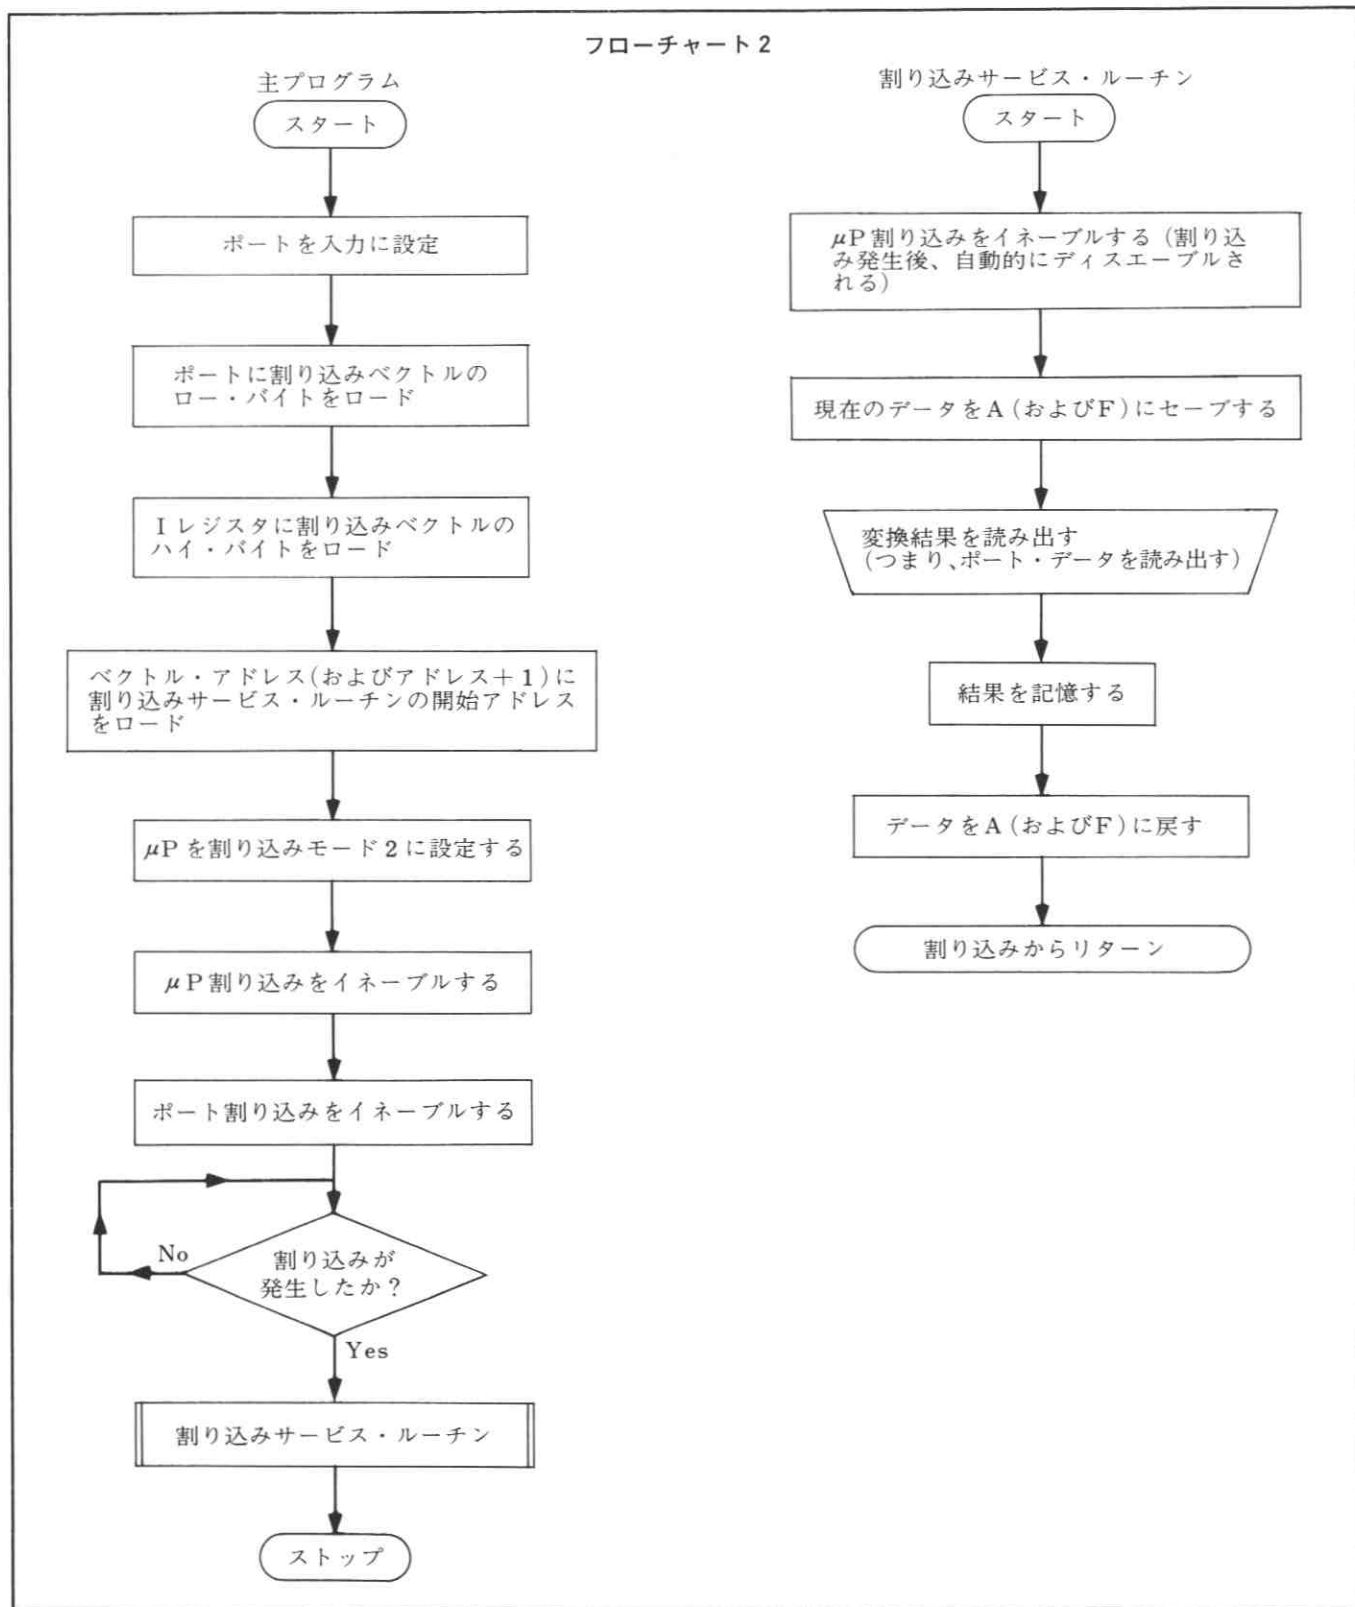 フローチャート2
主プログラム
スタート
ポートを入力に設定
ポートに割り込みベクトルの
ロー・バイトをロード
Iレジスタに割り込みベクトルの
ハイ・バイトをロード
ベクトル・アドレス(およびアドレス+1)に
割り込みサービス・ルーチンの開始アドレス
をロード
μPを割り込みモード2に設定する
μP割り込みをイネーブルする
ポート割り込みをイネーブルする
No
割り込みが
発生したか?
Yes
割り込みサービス・ルーチン
ストップ
割り込みサービス・ルーチン
スタート
μP割り込みをイネーブルする(割り込
み発生後、自動的にディスエーブルさ
れる)
現在のデータをA(およびF)にセーブする
変換結果を読み出す
(つまり、ポート・データを読み出す)
結果を記憶する
データをA(およびF)に戻す
割り込みからリターン